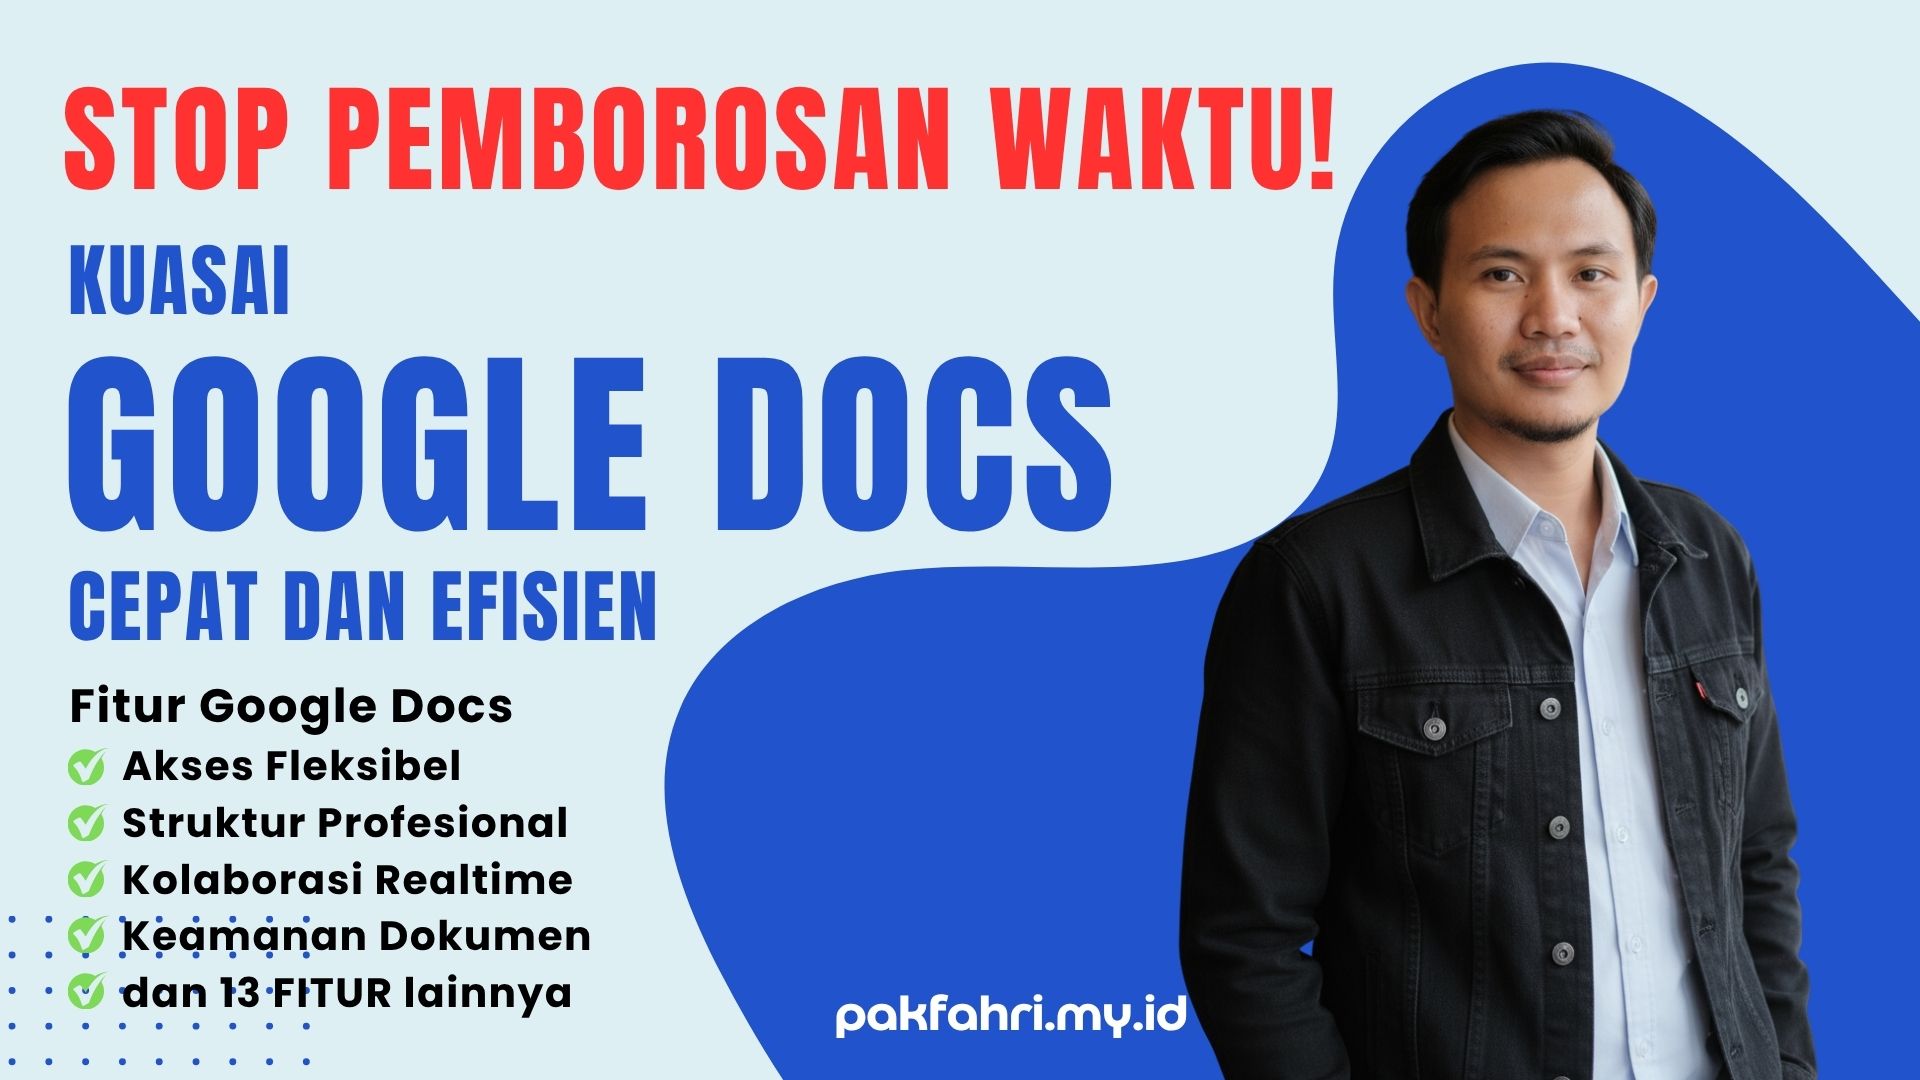 STOP PEMBOROSAN WAKTU!
KUASAI
GOOGLE DOCS
CEPAT DAN EFISIEN
Fitur Google Docs
Akses Fleksibel
Struktur Profesional
Kolaborasi Realtime
Keamanan Dokumen
dan 13 FITUR lainnya
pakfahri.my.id